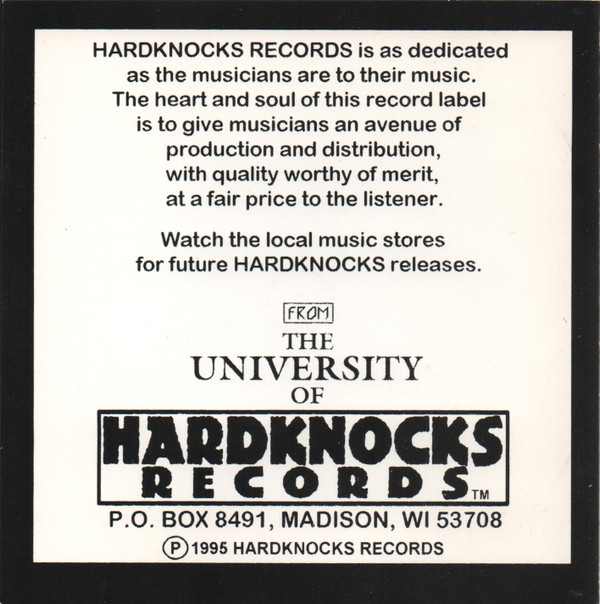 HARDKNOCKS RECORDS is as dedicated
as the musicians are to their music.
The heart and soul of this record label
is to give musicians an avenue of
production and distribution,
with quality worthy of merit,
at a fair price to the listener.
Watch the local music stores
for future HARDKNOCKS releases.
FROM
THE
UNIVERSITY
OF
HARDKNOCKS
RECORDS TM
P.O. BOX 8491, MADISON, WI 53708
Ⓟ 1995 HARDKNOCKS RECORDS